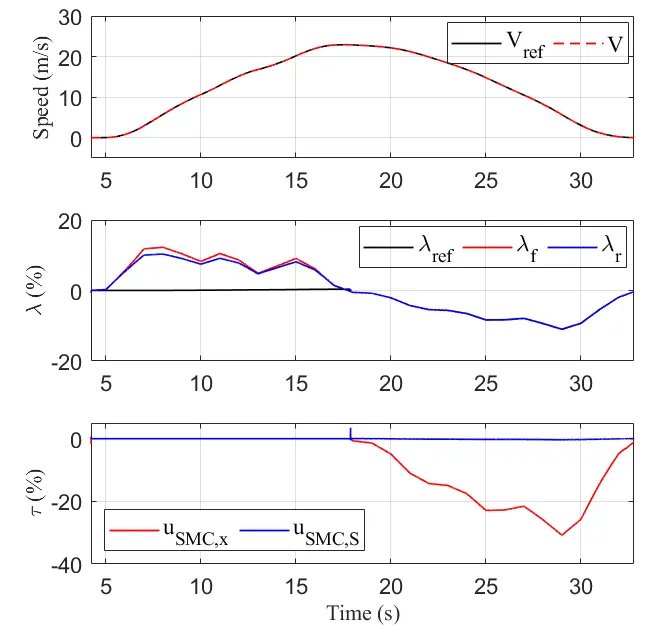 30
20
10
0
Speed (m/s)
V_ref V
5 10 15 20 25 30
20
0
-20
λ (%)
λ_ref λ_f λ_r
5 10 15 20 25 30
0
-20
-40
τ (%)
u_SMC,x u_SMC,S
5 10 15 20 25 30
Time (s)